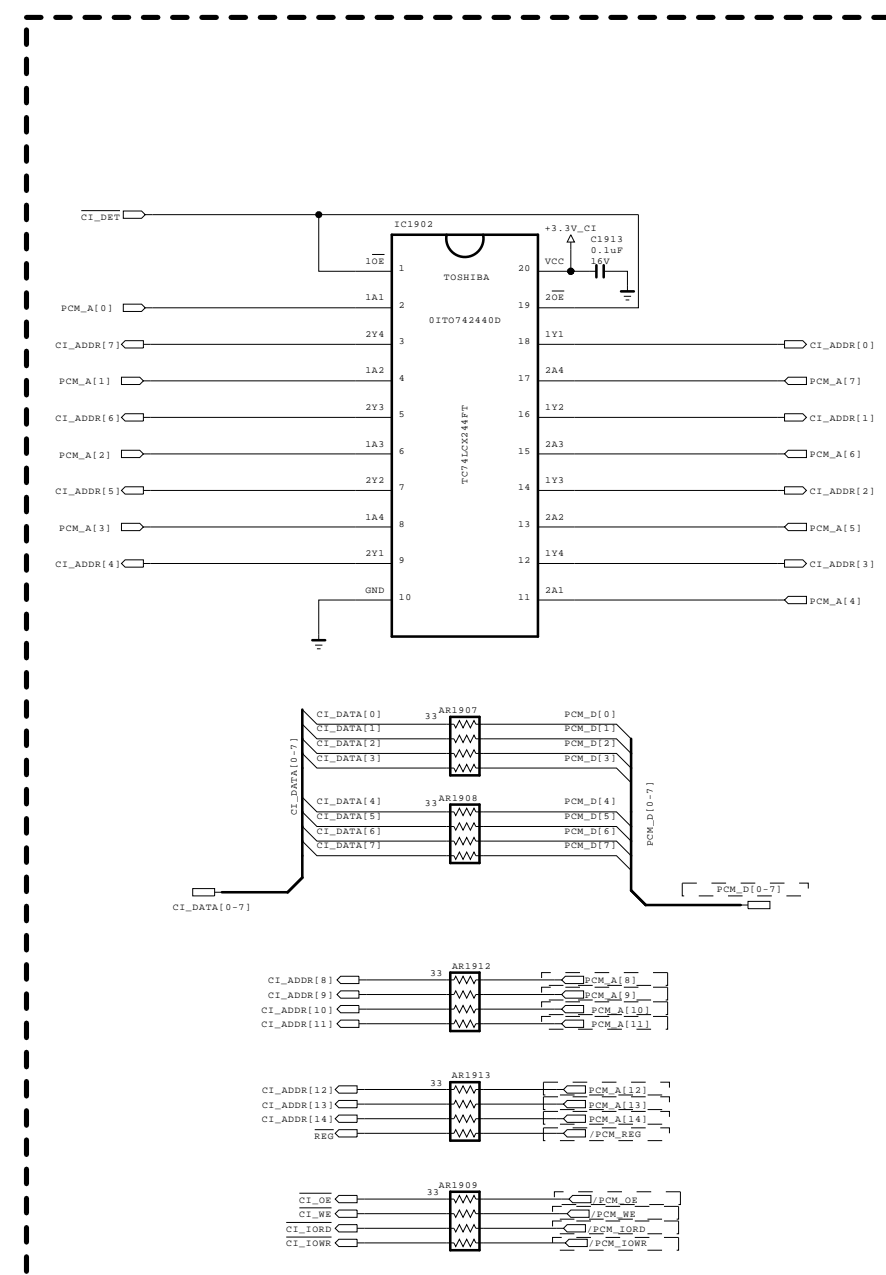 CI_DET
IC1902
+3.3V_CI
C1913
0.1uF
16V
1OE
1
TOSHIBA
20
VCC
PCM_A[0]
1A1
2
0ITO742440D
19
2OE
CI_ADDR[7]
2Y4
3
18
1Y1
CI_ADDR[0]
PCM_A[1]
1A2
4
17
2A4
PCM_A[7]
CI_ADDR[6]
2Y3
5
TC74LCX244FT
16
1Y2
CI_ADDR[1]
PCM_A[2]
1A3
6
15
2A3
PCM_A[6]
CI_ADDR[5]
2Y2
7
14
1Y3
CI_ADDR[2]
PCM_A[3]
1A4
8
13
2A2
PCM_A[5]
CI_ADDR[4]
2Y1
9
12
1Y4
CI_ADDR[3]
GND
10
11
2A1
PCM_A[4]
AR1907
33
CI_DATA[0]
PCM_D[0]
CI_DATA[1]
PCM_D[1]
CI_DATA[2]
PCM_D[2]
CI_DATA[3]
PCM_D[3]
CI_DATA[0-7]
PCM_D[0-7]
AR1908
33
CI_DATA[4]
PCM_D[4]
CI_DATA[5]
PCM_D[5]
CI_DATA[6]
PCM_D[6]
CI_DATA[7]
PCM_D[7]
PCM_D[0-7]
CI_DATA[0-7]
AR1912
33
CI_ADDR[8]
PCM_A[8]
CI_ADDR[9]
PCM_A[9]
CI_ADDR[10]
PCM_A[10]
CI_ADDR[11]
PCM_A[11]
AR1913
33
CI_ADDR[12]
PCM_A[12]
CI_ADDR[13]
PCM_A[13]
CI_ADDR[14]
PCM_A[14]
REG
/PCM_REG
AR1909
33
CI_OE
/PCM_OE
CI_WE
/PCM_WE
CI_IORD
/PCM_IORD
CI_IOWR
/PCM_IOWR